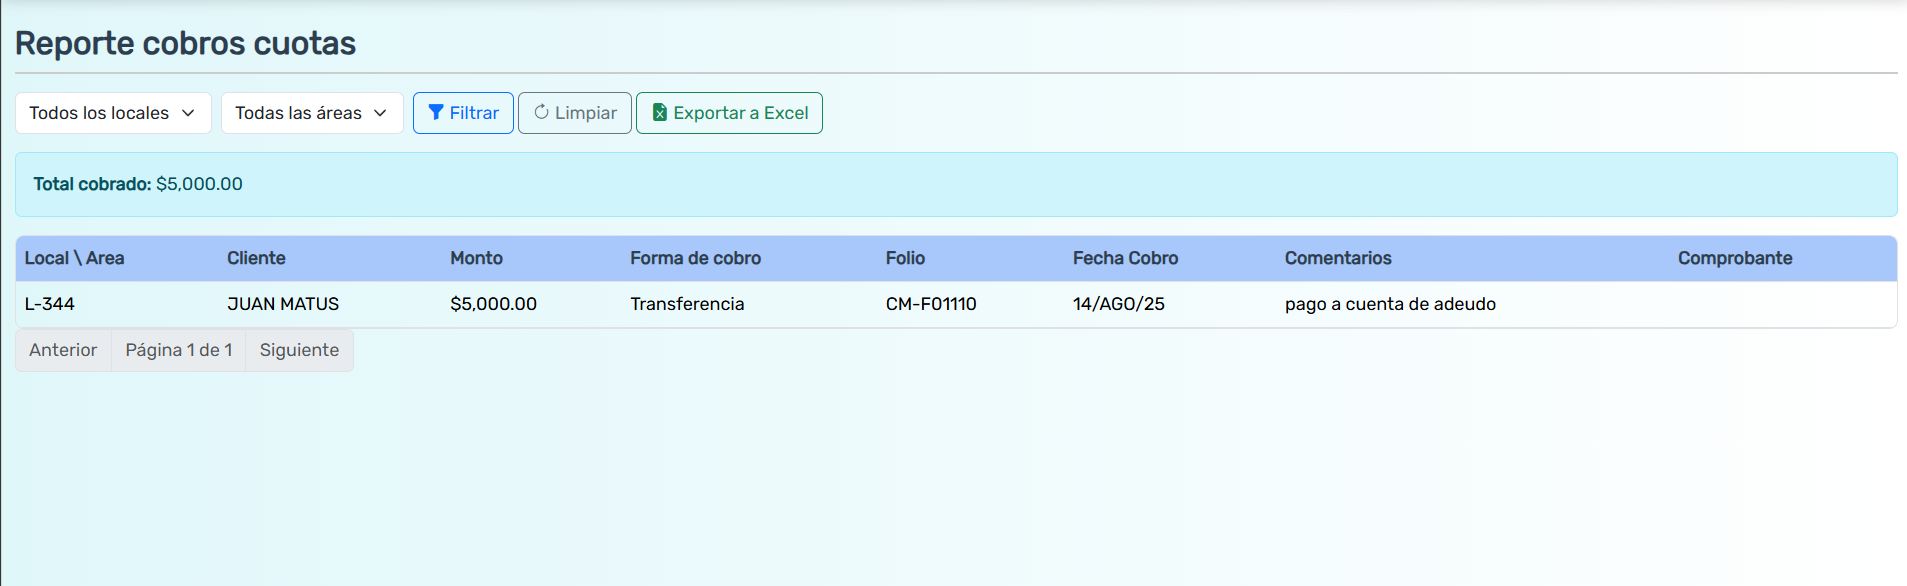 Reporte cobros cuotas
Todos los locales Todas las áreas Filtrar Limpiar Exportar a Excel
Total cobrado: $5,000.00
Local \ Area Cliente Monto Forma de cobro Folio Fecha Cobro Comentarios Comprobante
L-344 JUAN MATUS $5,000.00 Transferencia CM-F01110 14/AGO/25 pago a cuenta de adeudo
Anterior Página 1 de 1 Siguiente